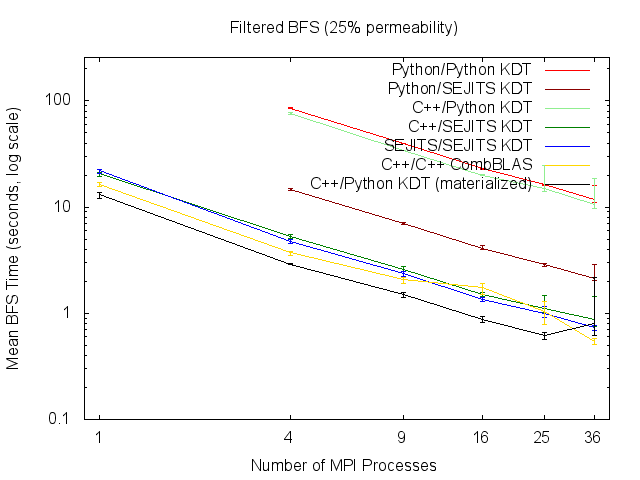 Filtered BFS (25% permeability)
Python/Python KDT
Python/SEJITS KDT
C++/Python KDT
C++/SEJITS KDT
SEJITS/SEJITS KDT
C++/C++ CombBLAS
C++/Python KDT (materialized)
Mean BFS Time (seconds, log scale)
100
10
1
0.1
1 4 9 16 25 36
Number of MPI Processes